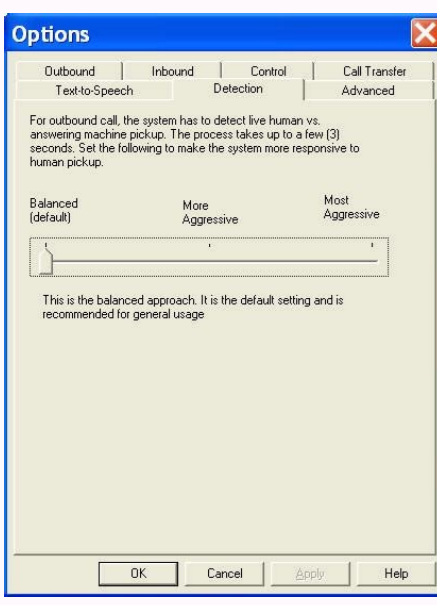 Options
Outbound Inbound Control Call Transfer
Text-to-Speech Detection Advanced
For outbound call, the system has to detect live human vs.
answering machine pickup. The process takes up to a few (3)
seconds. Set the following to make the system more responsive to
human pickup.
Balanced
(default)
More
Aggressive
Most
Aggressive
This is the balanced approach. It is the default setting and is
recommended for general usage
OK Cancel Apply Help